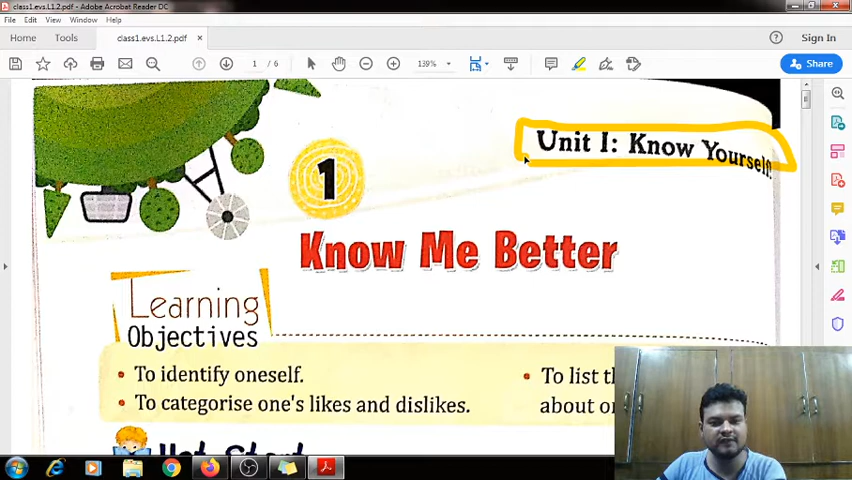 class1.evs.L1.2.pdf - Adobe Acrobat Reader DC
File Edit View Window Help
Home Tools class1.evs.L1.2.pdf × Sign In
1 / 6 139% Share
Unit I: Know Yourself
1
Know Me Better
Learning
Objectives
• To identify oneself.
• To categorise one's likes and dislikes.
• To list
about
Hot Start